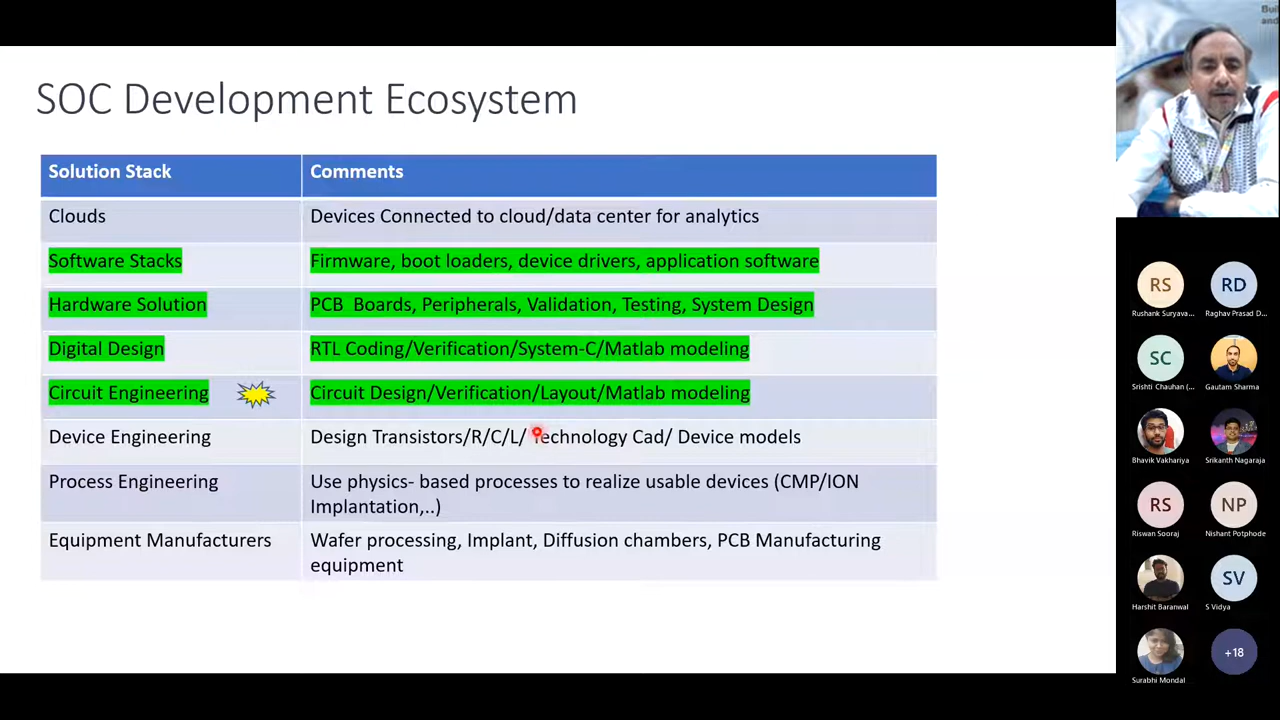 Bui
and
SOC Development Ecosystem
Solution Stack
Comments
Clouds
Devices Connected to cloud/data center for analytics
Software Stacks
Firmware, boot loaders, device drivers, application software
Hardware Solution
PCB Boards, Peripherals, Validation, Testing, System Design
Digital Design
RTL Coding/Verification/System-C/Matlab modeling
Circuit Engineering
Circuit Design/Verification/Layout/Matlab modeling
Device Engineering
Design Transistors/R/C/L/ Technology Cad/ Device models
Process Engineering
Use physics- based processes to realize usable devices (CMP/ION
Implantation,..)
Equipment Manufacturers
Wafer processing, Implant, Diffusion chambers, PCB Manufacturing
equipment
RS
RD
Rushank Suryava...
Raghav Prasad D...
SC
Srishti Chauhan (...
Gautam Sharma
Bhavik Vakhariya
Srikanth Nagaraja
RS
NP
Riswan Sooraj
Nishant Potphode
SV
Harshit Baranwal
S Vidya
+18
Surabhi Mondal